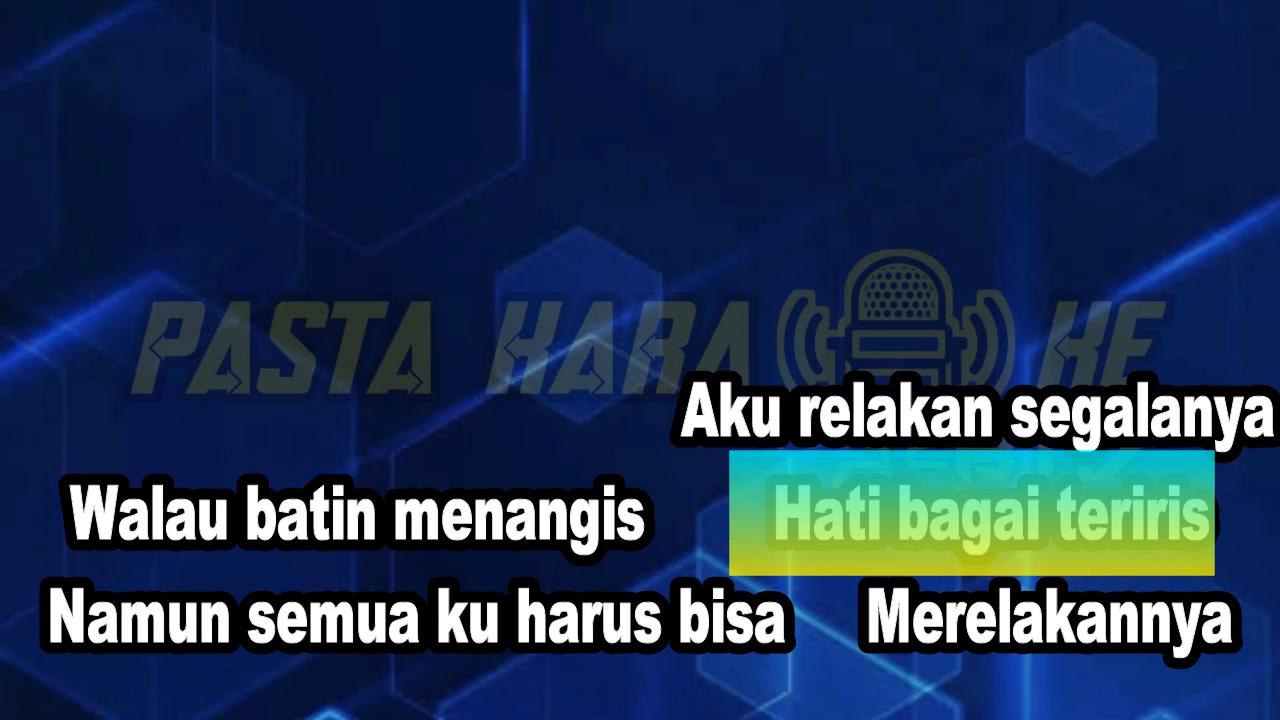 PASTA KARAOKE
Aku relakan segalanya
Walau batin menangis
Hati bagai teriris
Namun semua ku harus bisa
Merelakannya